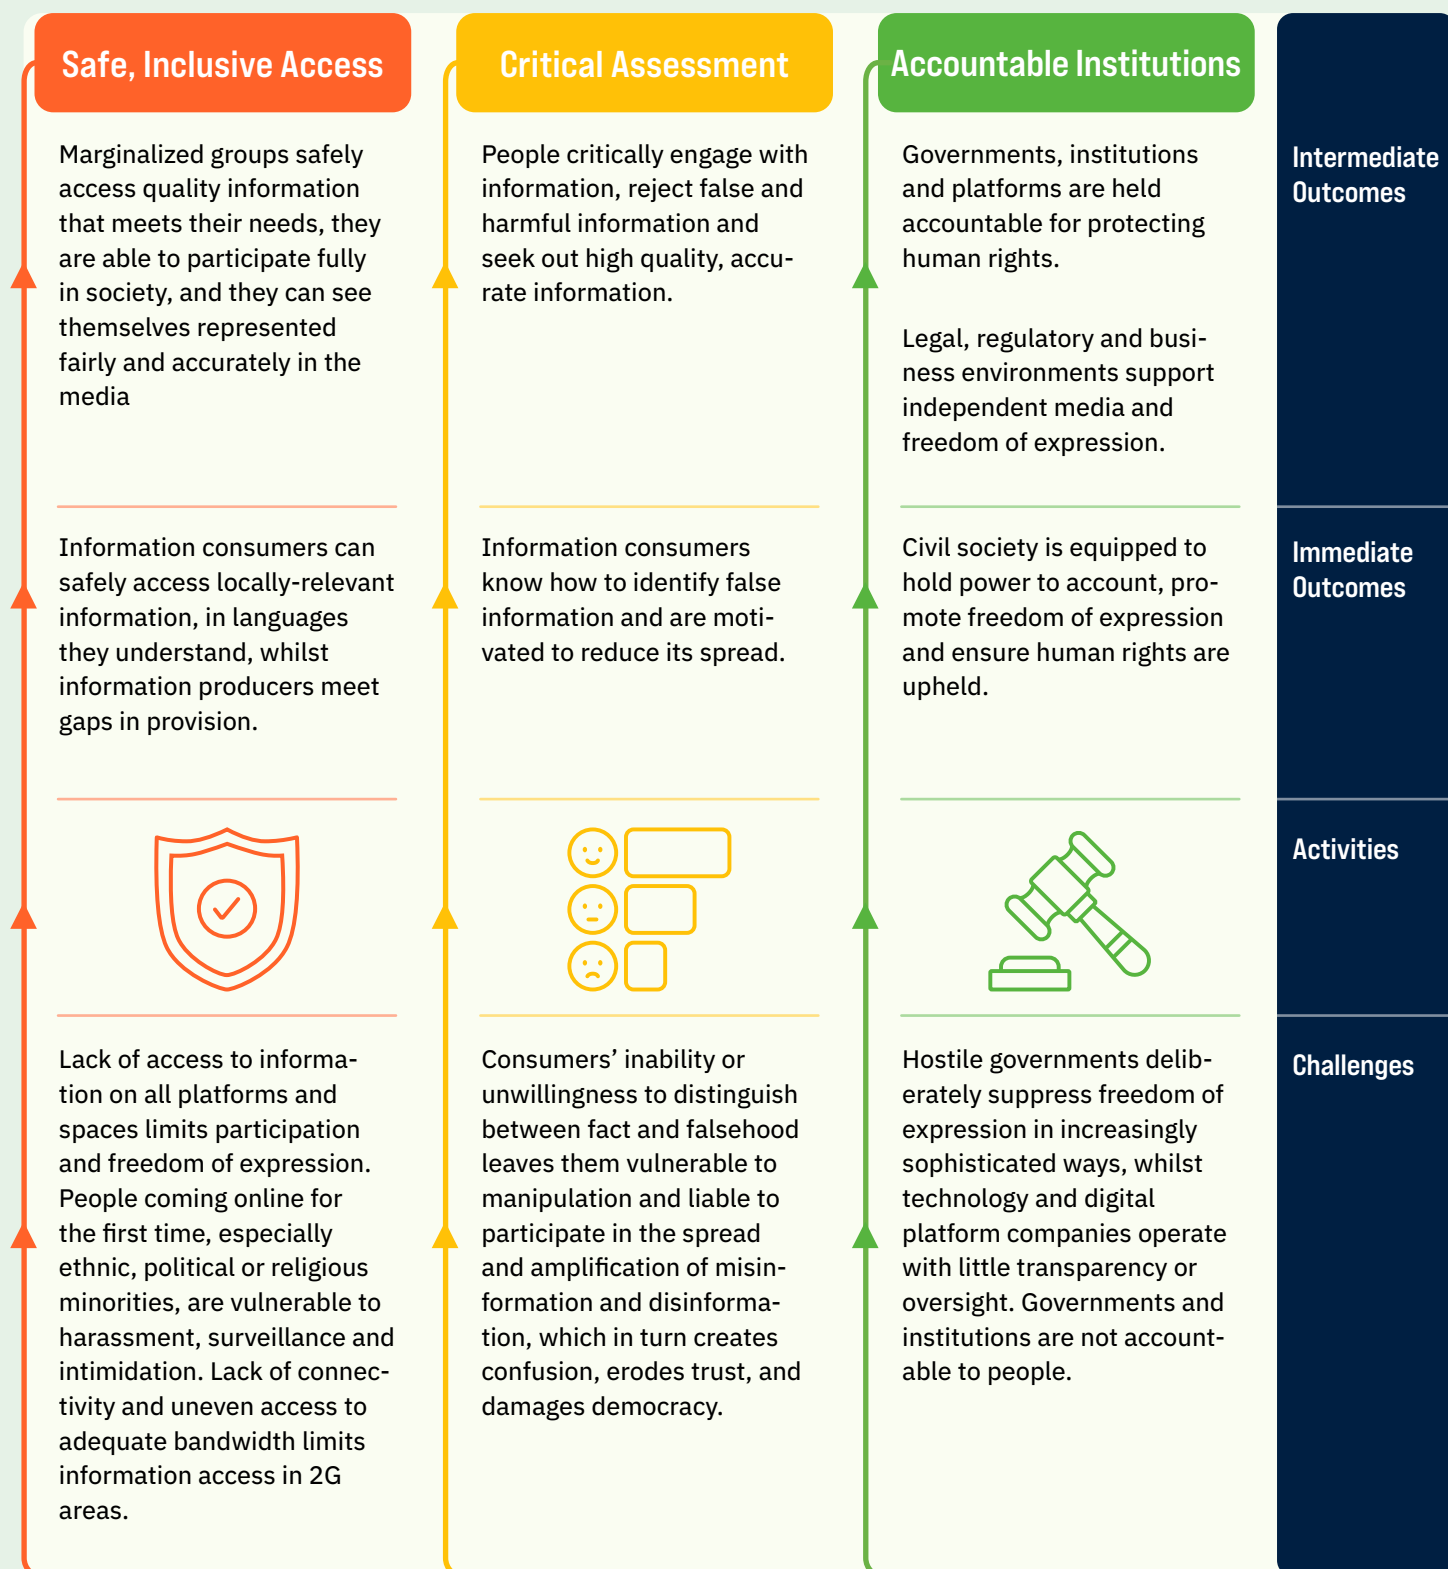 Safe, Inclusive Access
Marginalized groups safely
access quality information
that meets their needs, they
are able to participate fully
in society, and they can see
themselves represented
fairly and accurately in the
media
Information consumers can
safely access locally-relevant
information, in languages
they understand, whilst
information producers meet
gaps in provision.
Lack of access to informa-
tion on all platforms and
spaces limits participation
and freedom of expression.
People coming online for
the first time, especially
ethnic, political or religious
minorities, are vulnerable to
harassment, surveillance and
intimidation. Lack of connec-
tivity and uneven access to
adequate bandwidth limits
information access in 2G
areas.
Critical Assessment
People critically engage with
information, reject false and
harmful information and
seek out high quality, accu-
rate information.
Information consumers
know how to identify false
information and are moti-
vated to reduce its spread.
Consumers’ inability or
unwillingness to distinguish
between fact and falsehood
leaves them vulnerable to
manipulation and liable to
participate in the spread
and amplification of misin-
formation and disinforma-
tion, which in turn creates
confusion, erodes trust, and
damages democracy.
Accountable Institutions
Governments, institutions
and platforms are held
accountable for protecting
human rights.
Legal, regulatory and busi-
ness environments support
independent media and
freedom of expression.
Civil society is equipped to
hold power to account, pro-
mote freedom of expression
and ensure human rights are
upheld.
Hostile governments delib-
erately suppress freedom of
expression in increasingly
sophisticated ways, whilst
technology and digital
platform companies operate
with little transparency or
oversight. Governments and
institutions are not account-
able to people.
Intermediate
Outcomes
Immediate
Outcomes
Activities
Challenges